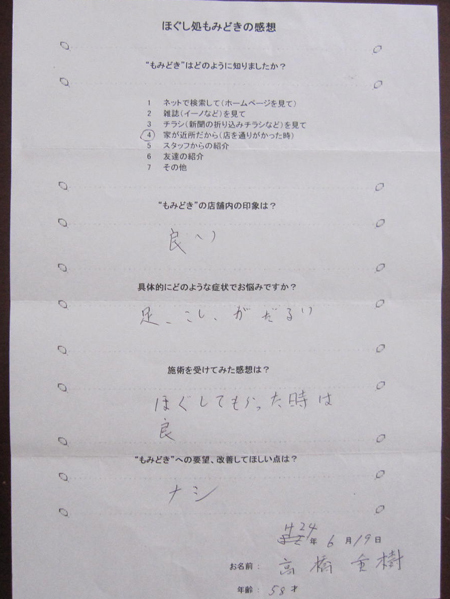 ほぐし処もみどきの感想
"もみどき"はどのように知りましたか？
1 ネットで検索して(ホームページを見て)
2 雑誌(イーノなど)を見て
3 チラシ(新聞の折り込みチラシなど)を見て
4 家が近所だから(店を通りがかった時)
5 スタッフからの紹介
6 友達の紹介
7 その他
"もみどき"の店舗内の印象は？
良い
具体的にどのような症状でお悩みですか？
足、こし、がだるい
施術を受けてみた感想は？
ほぐしてもらった時は
良
"もみどき"への要望、改善してほしい点は？
ナシ
H24年 6月19日
お名前： 高橋 重樹
年齢： 58才